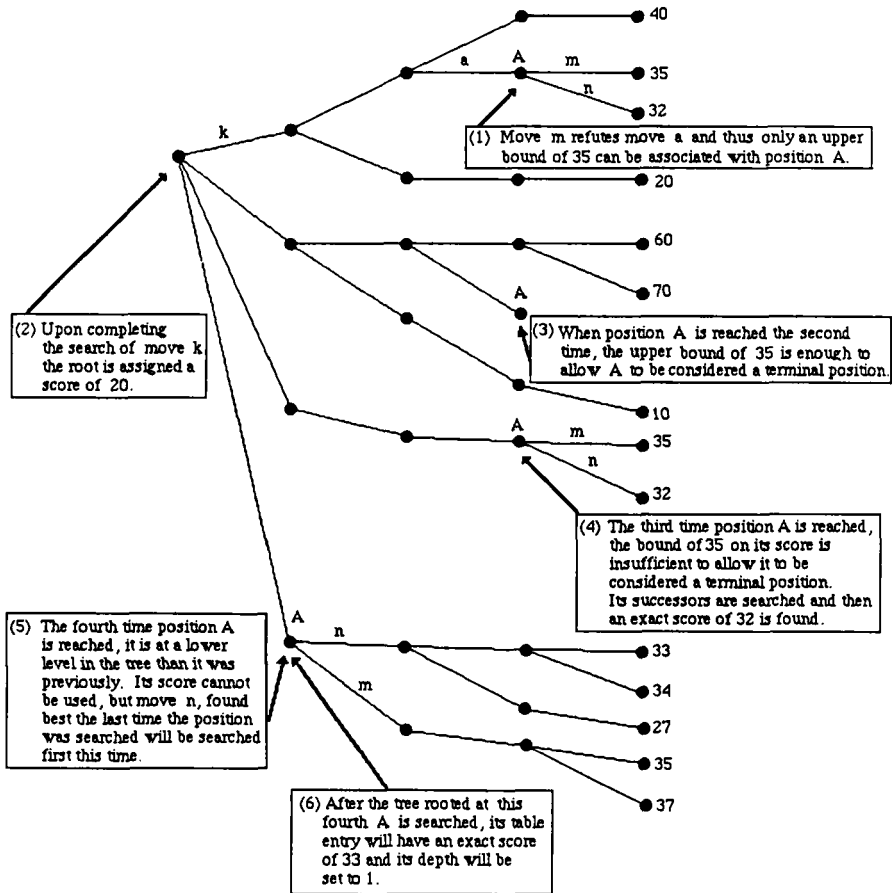 40
a A m
35
n
32
k
(1) Move m refutes move a and thus only an upper
bound of 35 can be associated with position A.
20
60
70
A
(2) Upon completing
the search of move k
the root is assigned a
score of 20.
(3) When position A is reached the second
time, the upper bound of 35 is enough to
allow A to be considered a terminal position.
10
A m
35
n
32
(4) The third time position A is reached,
the bound of 35 on its score is
insufficient to allow it to be
considered a terminal position.
Its successors are searched and then
an exact score of 32 is found.
A
n
33
34
m
27
35
37
(5) The fourth time position A
is reached, it is at a lower
level in the tree than it was
previously. Its score cannot
be used, but move n, found
best the last time the position
was searched will be searched
first this time.
(6) After the tree rooted at this
fourth A is searched, its table
entry will have an exact score
of 33 and its depth will be
set to 1.